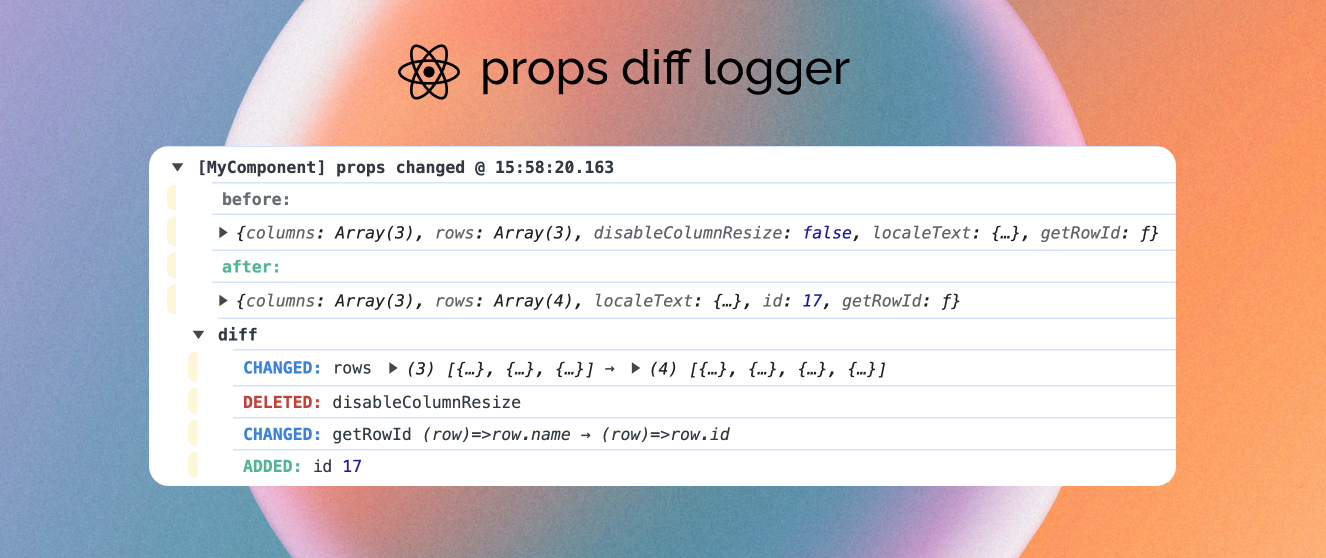 props diff logger
▼ [MyComponent] props changed @ 15:58:20.163
before:
▶ {columns: Array(3), rows: Array(3), disableColumnResize: false, localeText: {…}, getRowId: ƒ}
after:
▶ {columns: Array(3), rows: Array(4), localeText: {…}, id: 17, getRowId: ƒ}
▼ diff
CHANGED: rows ▶ (3) [{…}, {…}, {…}] → ▶ (4) [{…}, {…}, {…}, {…}]
DELETED: disableColumnResize
CHANGED: getRowId (row)=>row.name → (row)=>row.id
ADDED: id 17